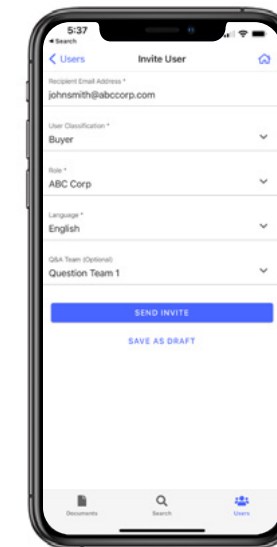 5:37
Search
Users
Invite User
Recipient Email Address *
johnsmith@abccorp.com
User Classification *
Buyer
Role *
ABC Corp
Language *
English
Q&A Team (Optional)
Question Team 1
SEND INVITE
SAVE AS DRAFT
Documents
Search
Users